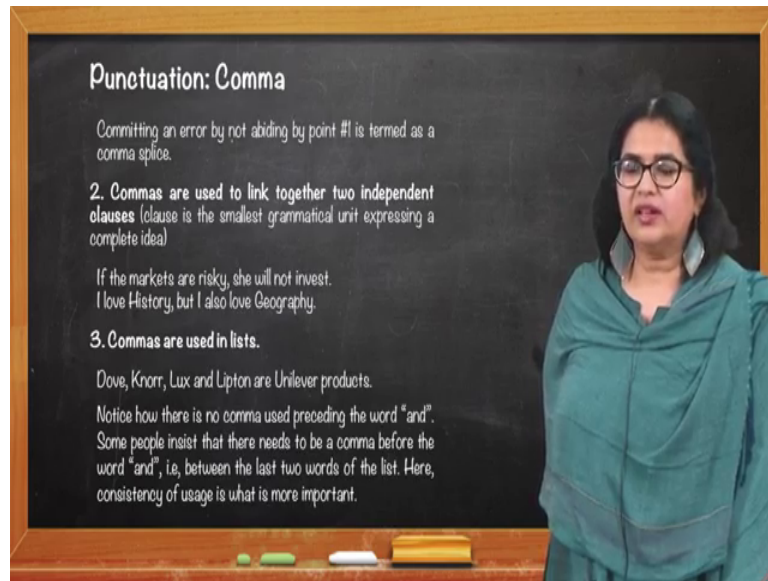 Punctuation: Comma
Committing an error by not abiding by point #1 is termed as a
comma splice.
2. Commas are used to link together two independent
clauses (clause is the smallest grammatical unit expressing a
complete idea)
If the markets are risky, she will not invest.
I love History, but I also love Geography.
3. Commas are used in lists.
Dove, Knorr, Lux and Lipton are Unilever products.
Notice how there is no comma used preceding the word "and".
Some people insist that there needs to be a comma before the
word "and", i.e, between the last two words of the list. Here,
consistency of usage is what is more important.